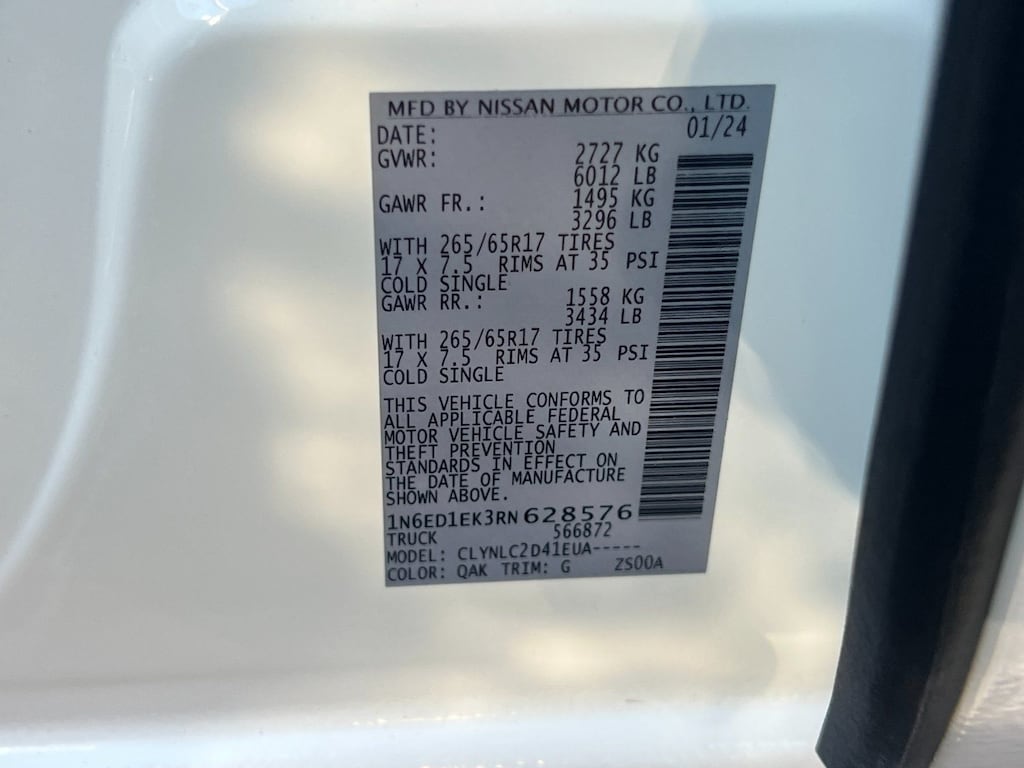 MFD BY NISSAN MOTOR CO., LTD.
DATE: 01/24
GVWR: 2727 KG
6012 LB
GAWR FR.: 1495 KG
3296 LB
WITH 265/65R17 TIRES
17 X 7.5 RIMS AT 35 PSI
COLD SINGLE
GAWR RR.: 1558 KG
3434 LB
WITH 265/65R17 TIRES
17 X 7.5 RIMS AT 35 PSI
COLD SINGLE
THIS VEHICLE CONFORMS TO
ALL APPLICABLE FEDERAL
MOTOR VEHICLE SAFETY AND
THEFT PREVENTION
STANDARDS IN EFFECT ON
THE DATE OF MANUFACTURE
SHOWN ABOVE.
1N6ED1EK3RN628576
TRUCK 566872
MODEL: CLYNLC2D41EUA-----
COLOR: QAK TRIM: G ZS00A